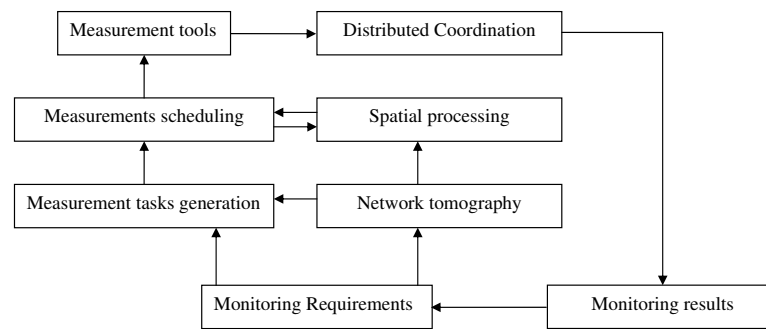 Measurement tools
Distributed Coordination
Measurements scheduling
Spatial processing
Measurement tasks generation
Network tomography
Monitoring Requirements
Monitoring results